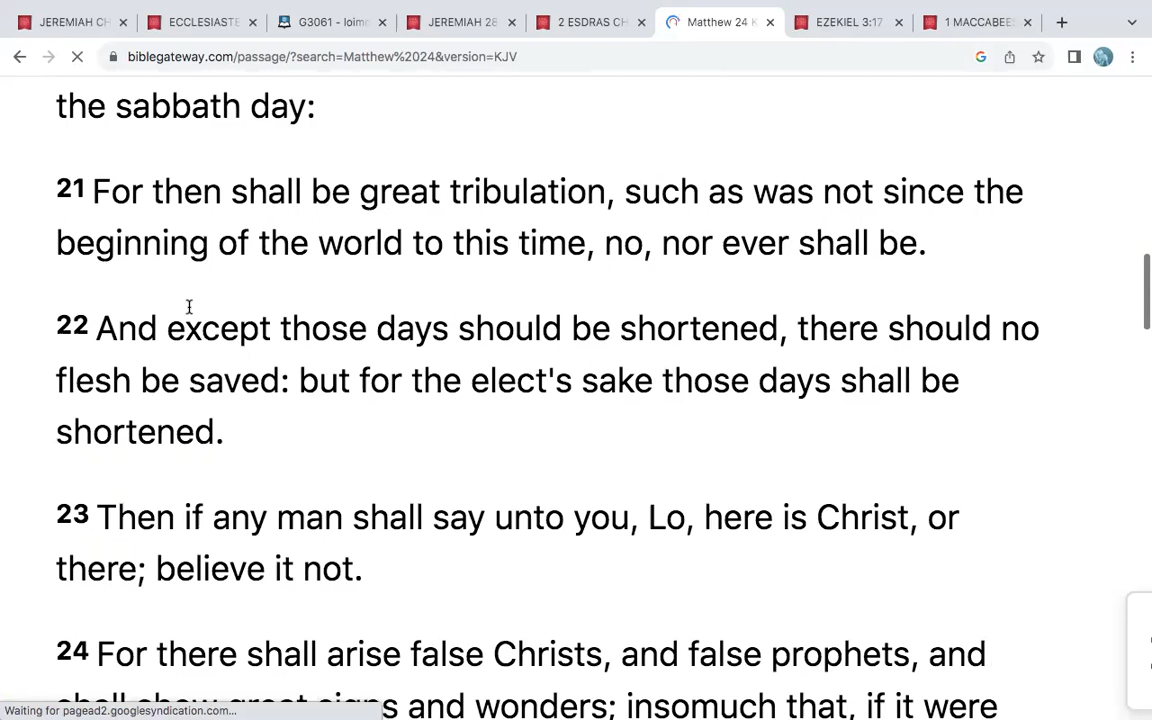 JEREMIAH CH ECCLESIASTE G3061 - loimo JEREMIAH 28 2 ESDRAS CH Matthew 24 K EZEKIEL 3:17 1 MACCABEES
biblegateway.com/passage/?search=Matthew%2024&version=KJV
the sabbath day:
21 For then shall be great tribulation, such as was not since the
beginning of the world to this time, no, nor ever shall be.
22 And except those days should be shortened, there should no
flesh be saved: but for the elect's sake those days shall be
shortened.
23 Then if any man shall say unto you, Lo, here is Christ, or
there; believe it not.
24 For there shall arise false Christs, and false prophets, and
shall show great signs and wonders; insomuch that, if it were
Waiting for pagead2.googlesyndication.com...